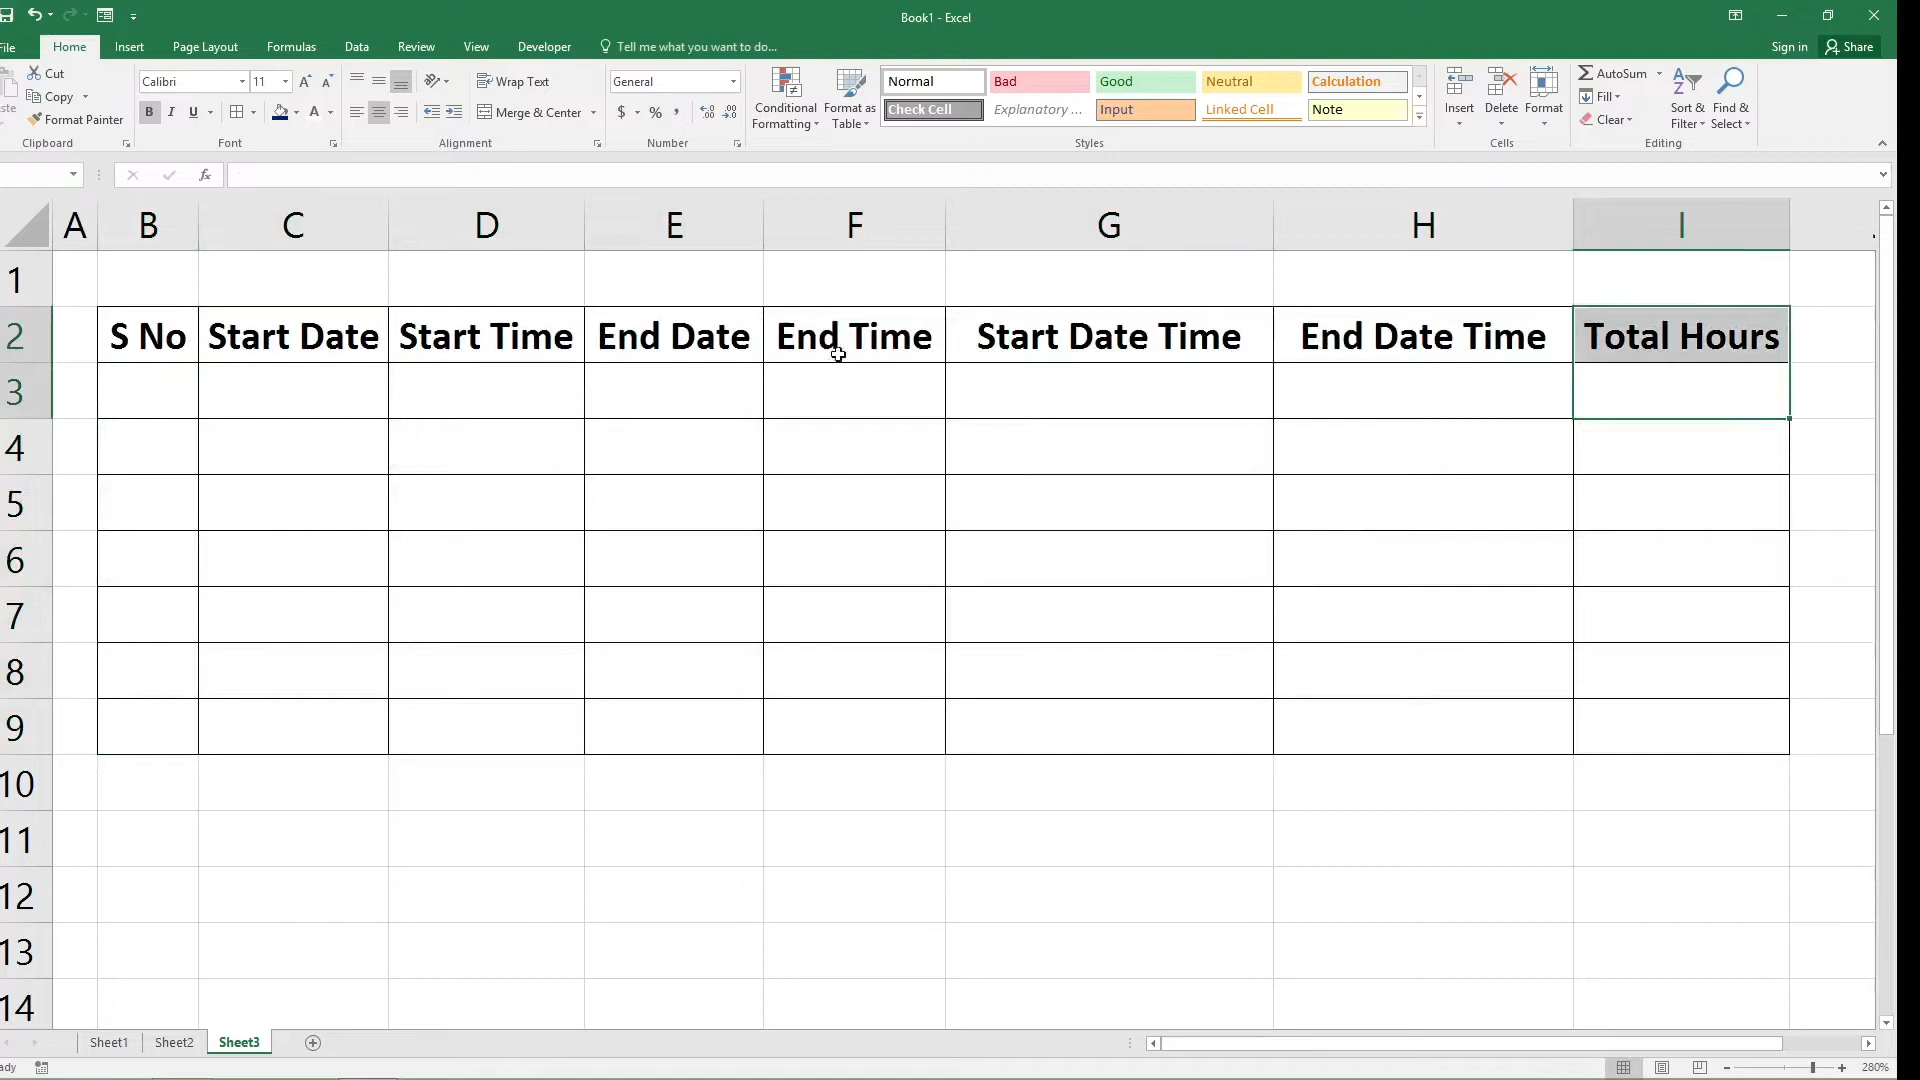 Book1 - Excel
File Home Insert Page Layout Formulas Data Review View Developer Tell me what you want to do... Sign in Share
Cut Calibri 11 Wrap Text General Normal Bad Good Neutral Calculation AutoSum
Copy Conditional Formatting Format as Table Insert Delete Format Fill Sort & Filter Find & Select
Format Painter B I U Merge & Center $ % , Check Cell Explanatory ... Input Linked Cell Note Clear
Clipboard Font Alignment Number Styles Cells Editing
fx
A B C D E F G H I
1
2 S No Start Date Start Time End Date End Time Start Date Time End Date Time Total Hours
3
4
5
6
7
8
9
10
11
12
13
14
Sheet1 Sheet2 Sheet3
280%